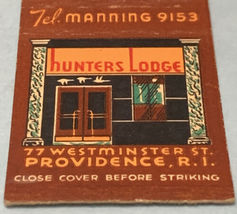 Tel. MANNING 9153
hUNTERS LODGE
77 WESTMINSTER ST.
PROVIDENCE, R.I.
CLOSE COVER BEFORE STRIKING